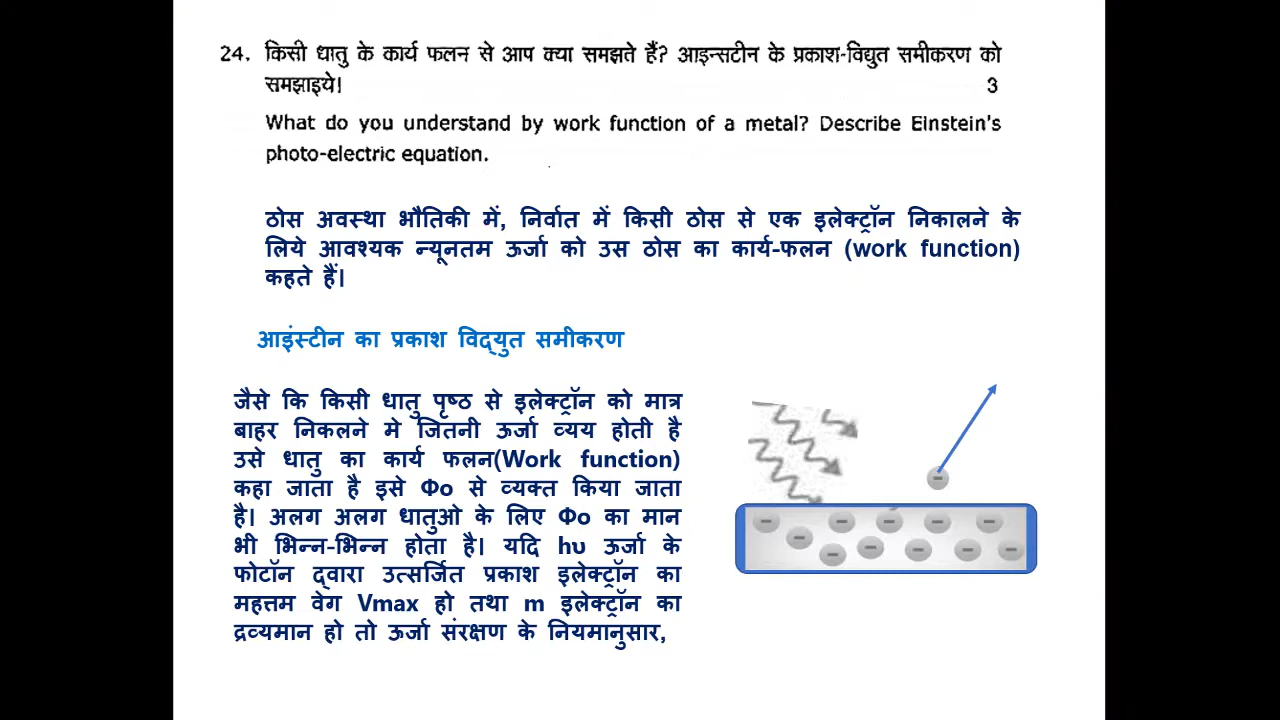 24. किसी धातु के कार्य फलन से आप क्या समझते हैं? आइन्सटीन के प्रकाश-विद्युत समीकरण को
समझाइये! 3
What do you understand by work function of a metal? Describe Einstein's
photo-electric equation.
ठोस अवस्था भौतिकी में, निर्वात में किसी ठोस से एक इलेक्ट्रॉन निकालने के
लिये आवश्यक न्यूनतम ऊर्जा को उस ठोस का कार्य-फलन (work function)
कहते हैं।
आइंस्टीन का प्रकाश विद्युत समीकरण
जैसे कि किसी धातु पृष्ठ से इलेक्ट्रॉन को मात्र
बाहर निकलने मे जितनी ऊर्जा व्यय होती है
उसे धातु का कार्य फलन(Work function)
कहा जाता है इसे Φo से व्यक्त किया जाता
है। अलग अलग धातुओ के लिए Φo का मान
भी भिन्न-भिन्न होता है। यदि hυ ऊर्जा के
फोटॉन द्वारा उत्सर्जित प्रकाश इलेक्ट्रॉन का
महत्तम वेग Vmax हो तथा m इलेक्ट्रॉन का
द्रव्यमान हो तो ऊर्जा संरक्षण के नियमानुसार,